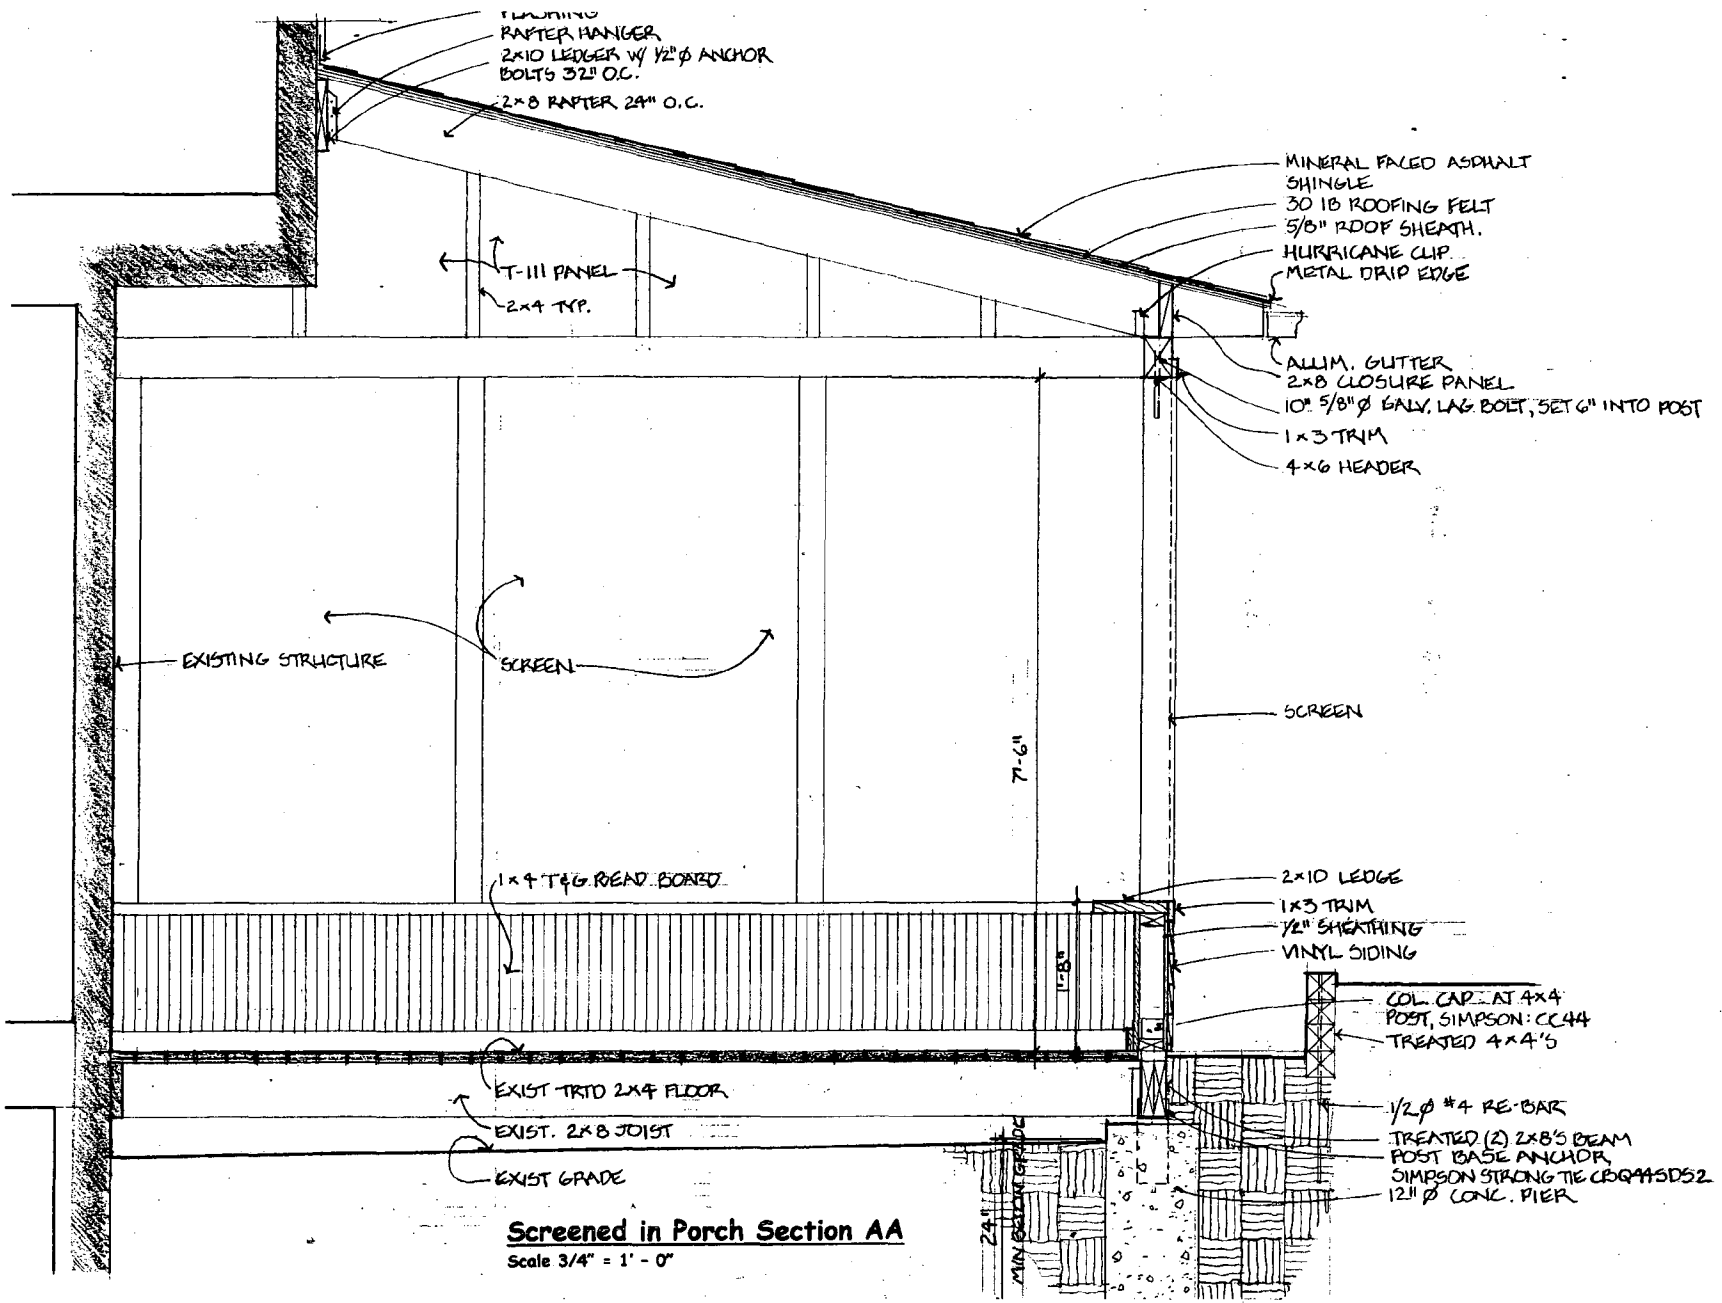 FLASHING
RAFTER HANGER
2x10 LEDGER W/ 1/2"Ø ANCHOR
BOLTS 32" O.C.
2x8 RAFTER 24" O.C.
MINERAL FACED ASPHALT
SHINGLE
30 lB ROOFING FELT
5/8" ROOF SHEATH.
HURRICANE CLIP
METAL DRIP EDGE
T-111 PANEL
2x4 TYP.
ALUM. GUTTER
2x8 CLOSURE PANEL
10" 5/8"Ø GALV. LAG BOLT, SET 6" INTO POST
1x3 TRIM
4x6 HEADER
EXISTING STRUCTURE
SCREEN
SCREEN
7'-6"
1x4 T&G BEAD BOARD
2x10 LEDGE
1x3 TRIM
1/2" SHEATHING
VINYL SIDING
1'-8"
COL. CAP AT 4x4
POST, SIMPSON: CC44
TREATED 4x4'S
EXIST TRTD 2x4 FLOOR
EXIST. 2x8 JOIST
EXIST GRADE
1/2Ø #4 RE-BAR
TREATED (2) 2x8'S BEAM
POST BASE ANCHOR,
SIMPSON STRONG TIE CBQ44SDS2
12"Ø CONC. PIER
24"
MIN BELOW GRADE
Screened in Porch Section AA
Scale 3/4" = 1' - 0"